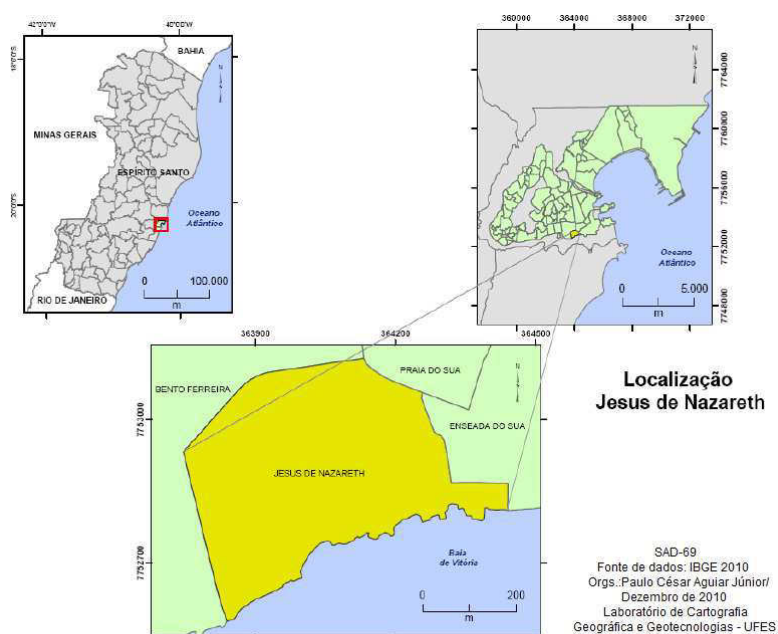 42°0'0"W
40°0'0"W
18°0'0"S
20°0'0"S
BAHIA
N
MINAS GERAIS
ESPÍRITO SANTO
Oceano
Atlântico
RIO DE JANEIRO
0
100.000
m
360000
364000
368000
372000
7764000
7760000
7756000
7752000
7748000
N
Oceano
Atlântico
0
5.000
m
363900
364200
7753000
7752700
BENTO FERREIRA
PRAIA DO SUA
N
ENSEADA DO SUA
JESUS DE NAZARETH
Baia
de Vitória
0
200
m
Localização
Jesus de Nazareth
SAD-69
Fonte de dados: IBGE 2010
Orgs.:Paulo César Aguiar Júnior/
Dezembro de 2010
Laboratório de Cartografia
Geográfica e Geotecnologias - UFES